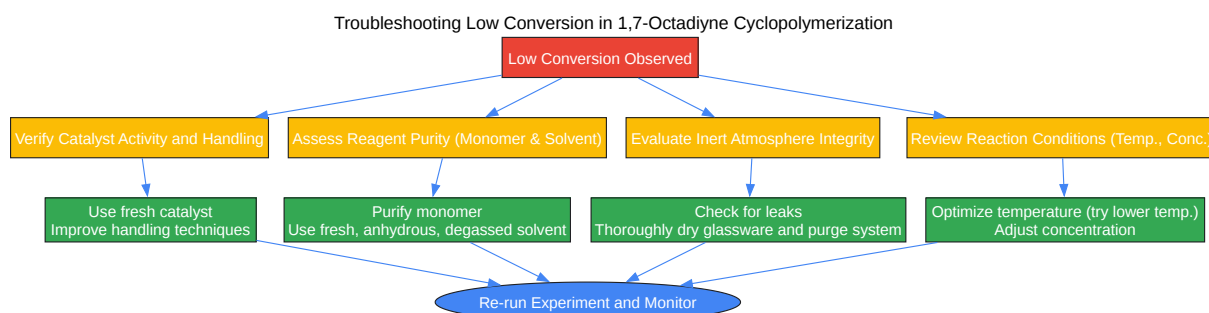 Troubleshooting Low Conversion in 1,7-Octadiyne Cyclopolymerization
Low Conversion Observed
Verify Catalyst Activity and Handling
Assess Reagent Purity (Monomer & Solvent)
Evaluate Inert Atmosphere Integrity
Review Reaction Conditions (Temp., Conc.)
Use fresh catalyst
Improve handling techniques
Purify monomer
Use fresh, anhydrous, degassed solvent
Check for leaks
Thoroughly dry glassware and purge system
Optimize temperature (try lower temp.)
Adjust concentration
Re-run Experiment and Monitor